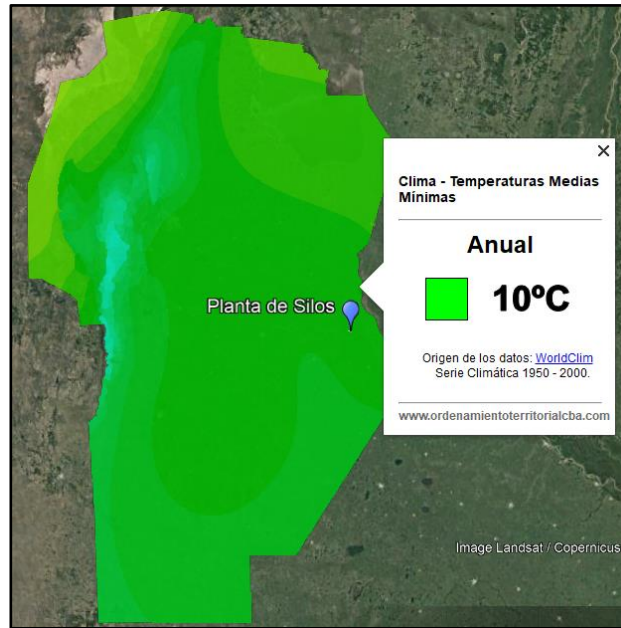 Clima - Temperaturas Medias
Mínimas
Anual
10ºC
Planta de Silos
Origen de los datos: WorldClim
Serie Climática 1950 - 2000.
www.ordenamientoterritorialcba.com
Image Landsat / Copernicus